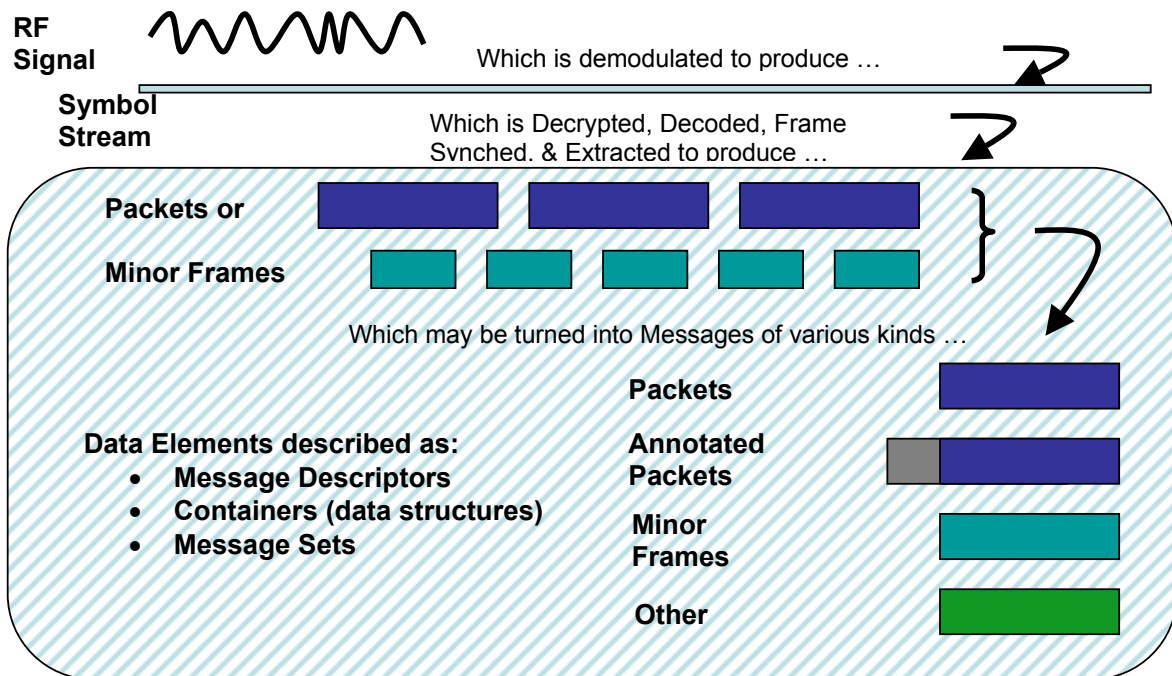 RF
Signal
Which is demodulated to produce …
Symbol
Stream
Which is Decrypted, Decoded, Frame
Synched, & Extracted to produce …
Packets or
Minor Frames
Which may be turned into Messages of various kinds …
Packets
Annotated
Packets
Data Elements described as:
• Message Descriptors
• Containers (data structures)
• Message Sets
Minor
Frames
Other